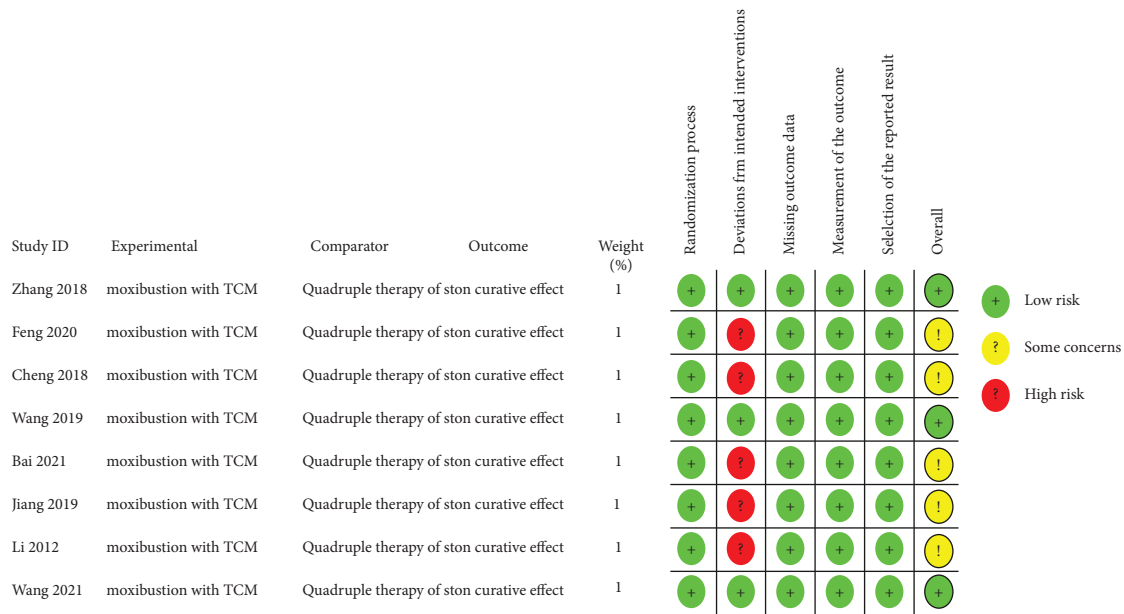 Randomization process
Deviations frm intended interventions
Missing outcome data
Measurement of the outcome
Selelction of the reported result
Overall
Study ID Experimental Comparator Outcome Weight (%)
Zhang 2018 moxibustion with TCM Quadruple therapy of ston curative effect 1 + + + + + +
Feng 2020 moxibustion with TCM Quadruple therapy of ston curative effect 1 + ? + + + !
Cheng 2018 moxibustion with TCM Quadruple therapy of ston curative effect 1 + ? + + + !
Wang 2019 moxibustion with TCM Quadruple therapy of ston curative effect 1 + + + + + +
Bai 2021 moxibustion with TCM Quadruple therapy of ston curative effect 1 + ? + + + !
Jiang 2019 moxibustion with TCM Quadruple therapy of ston curative effect 1 + ? + + + !
Li 2012 moxibustion with TCM Quadruple therapy of ston curative effect 1 + ? + + + !
Wang 2021 moxibustion with TCM Quadruple therapy of ston curative effect 1 + + + + + +
+ Low risk
? Some concerns
? High risk